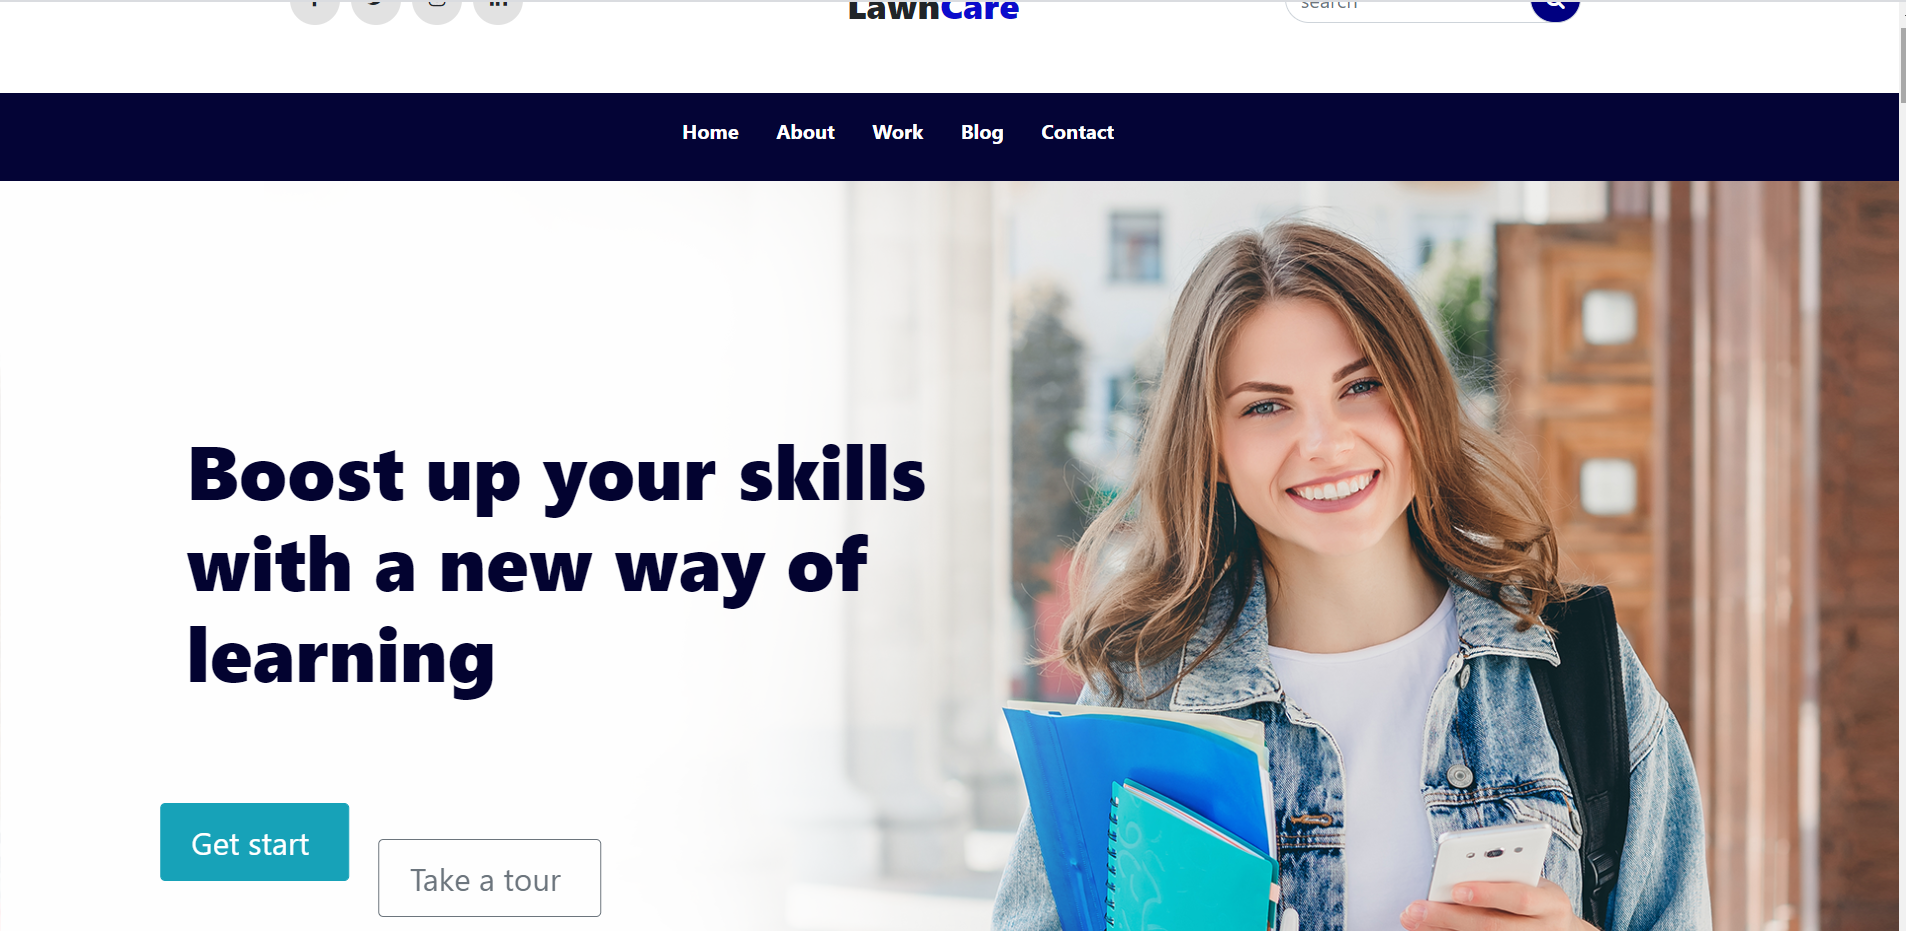 LawnCare
search
Home About Work Blog Contact
Boost up your skills
with a new way of
learning
Get start
Take a tour